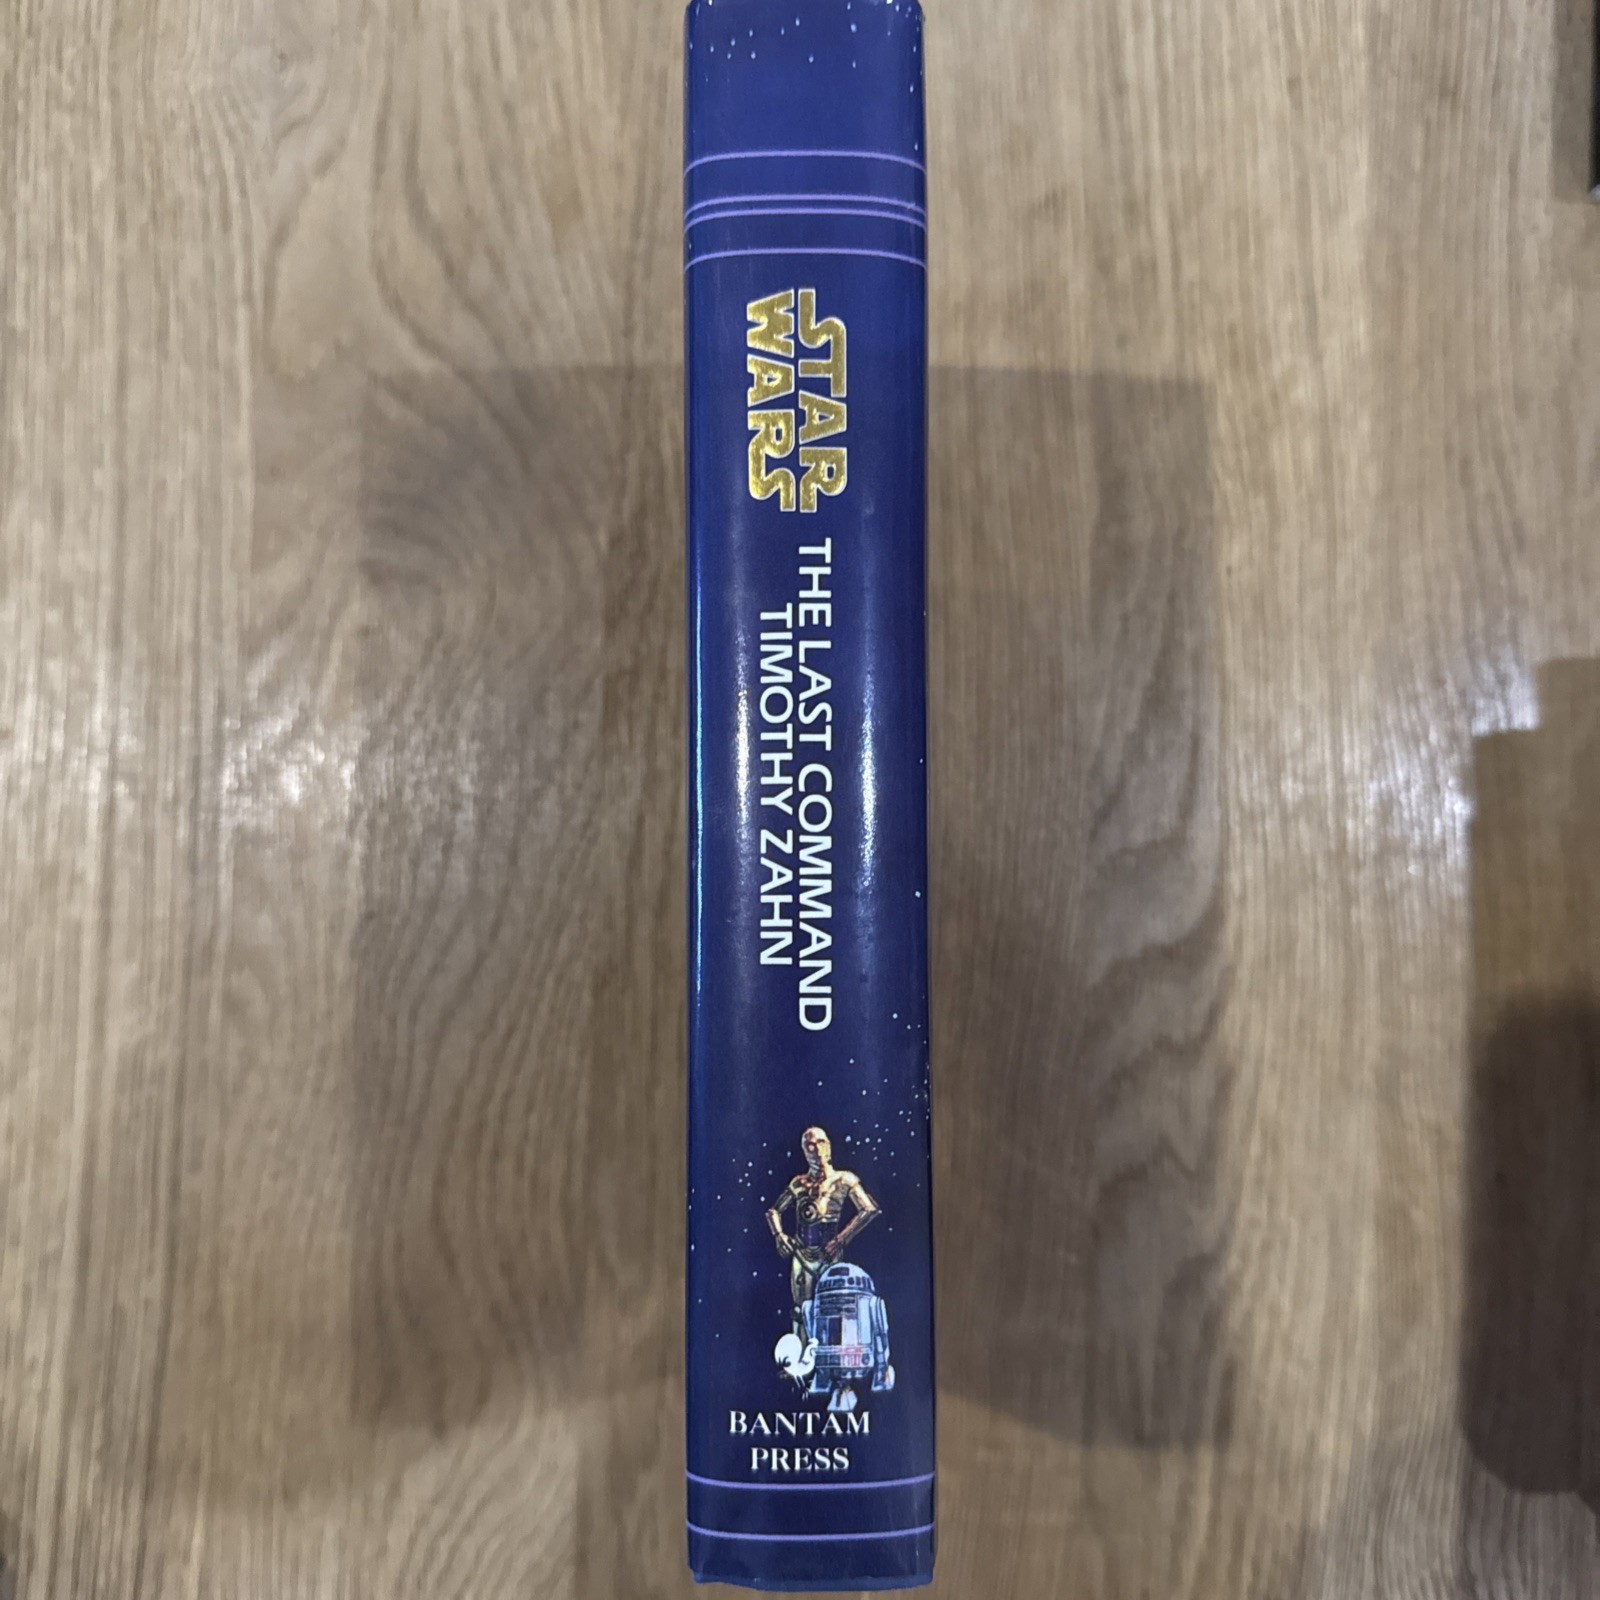 STAR
WARS
THE LAST COMMAND
TIMOTHY ZAHN
BANTAM
PRESS